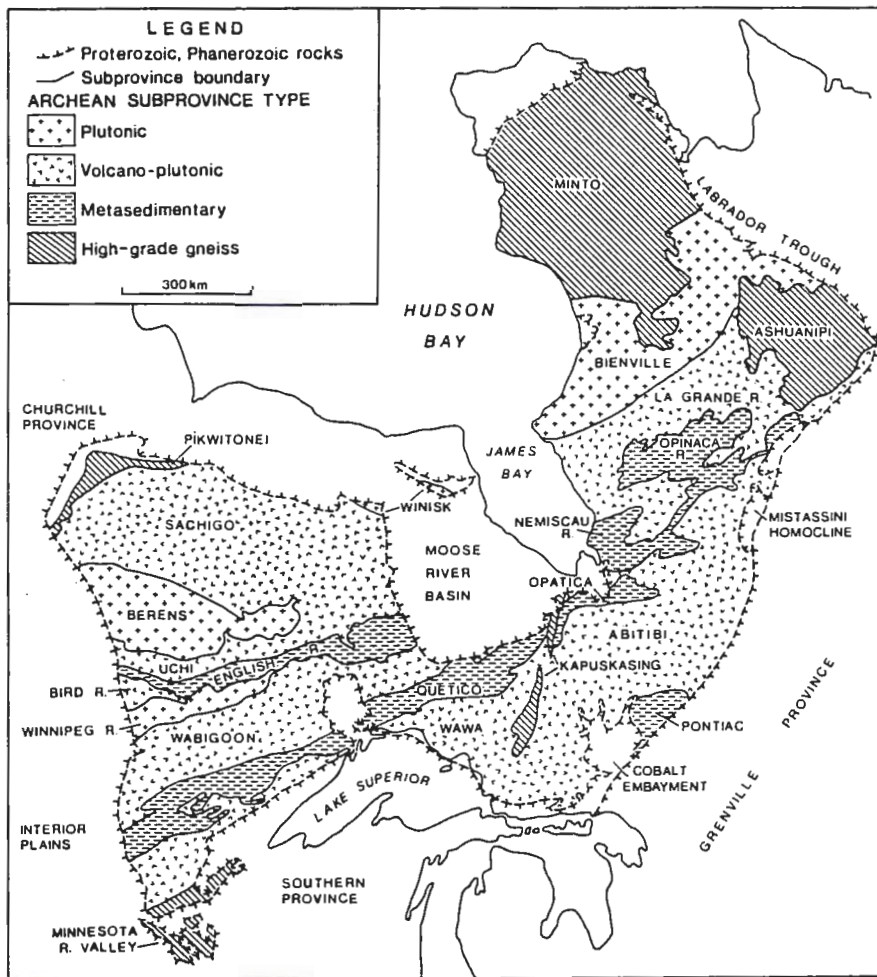 LEGEND
Proterozoic, Phanerozoic rocks
Subprovince boundary
ARCHEAN SUBPROVINCE TYPE
Plutonic
Volcano-plutonic
Metasedimentary
High-grade gneiss
300 km
MINTO
LABRADOR TROUGH
HUDSON
BAY
ASHUANIPI
BIENVILLE
LA GRANDE R.
CHURCHILL
PROVINCE
PIKWITONEI
OPINACA
R.
JAMES
BAY
WINISK
SACHIGO
NEMISCAU
R.
MISTASSINI
HOMOCLINE
MOOSE
RIVER
BASIN
OPATICA
BERENS
ABITIBI
UCHI
ENGLISH R.
KAPUSKASING
BIRD R.
QUETICO
WINNIPEG R.
WABIGOON
WAWA
PONTIAC
COBALT
EMBAYMENT
GRENVILLE PROVINCE
LAKE SUPERIOR
INTERIOR
PLAINS
SOUTHERN
PROVINCE
MINNESOTA
R. VALLEY